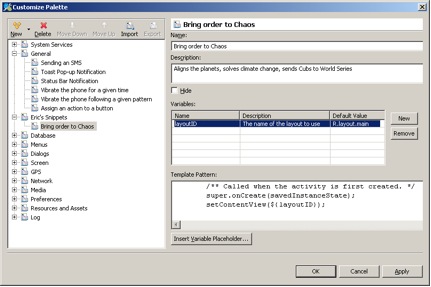 Customize Palette
New
Delete
Move Down
Move Up
Import
Export
System Services
General
Sending an SMS
Toast Pop-up Notification
Status Bar Notification
Vibrate the phone for a given time
Vibrate the phone following a given pattern
Assign an action to a button
Eric's Snippets
Bring order to Chaos
Database
Menus
Dialogs
Screen
GPS
Network
Media
Preferences
Resources and Assets
Log
Bring order to Chaos
Name:
Bring order to Chaos
Description:
Aligns the planets, solves climate change, sends Cubs to World Series
Hide
Variables:
Name Description Default Value
layoutID The name of the layout to use R.layout.main
New
Remove
Template Pattern:
/** Called when the activity is first created. */
super.onCreate(savedInstanceState);
setContentView(${layoutID});
Insert Variable Placeholder...
OK
Cancel
Apply